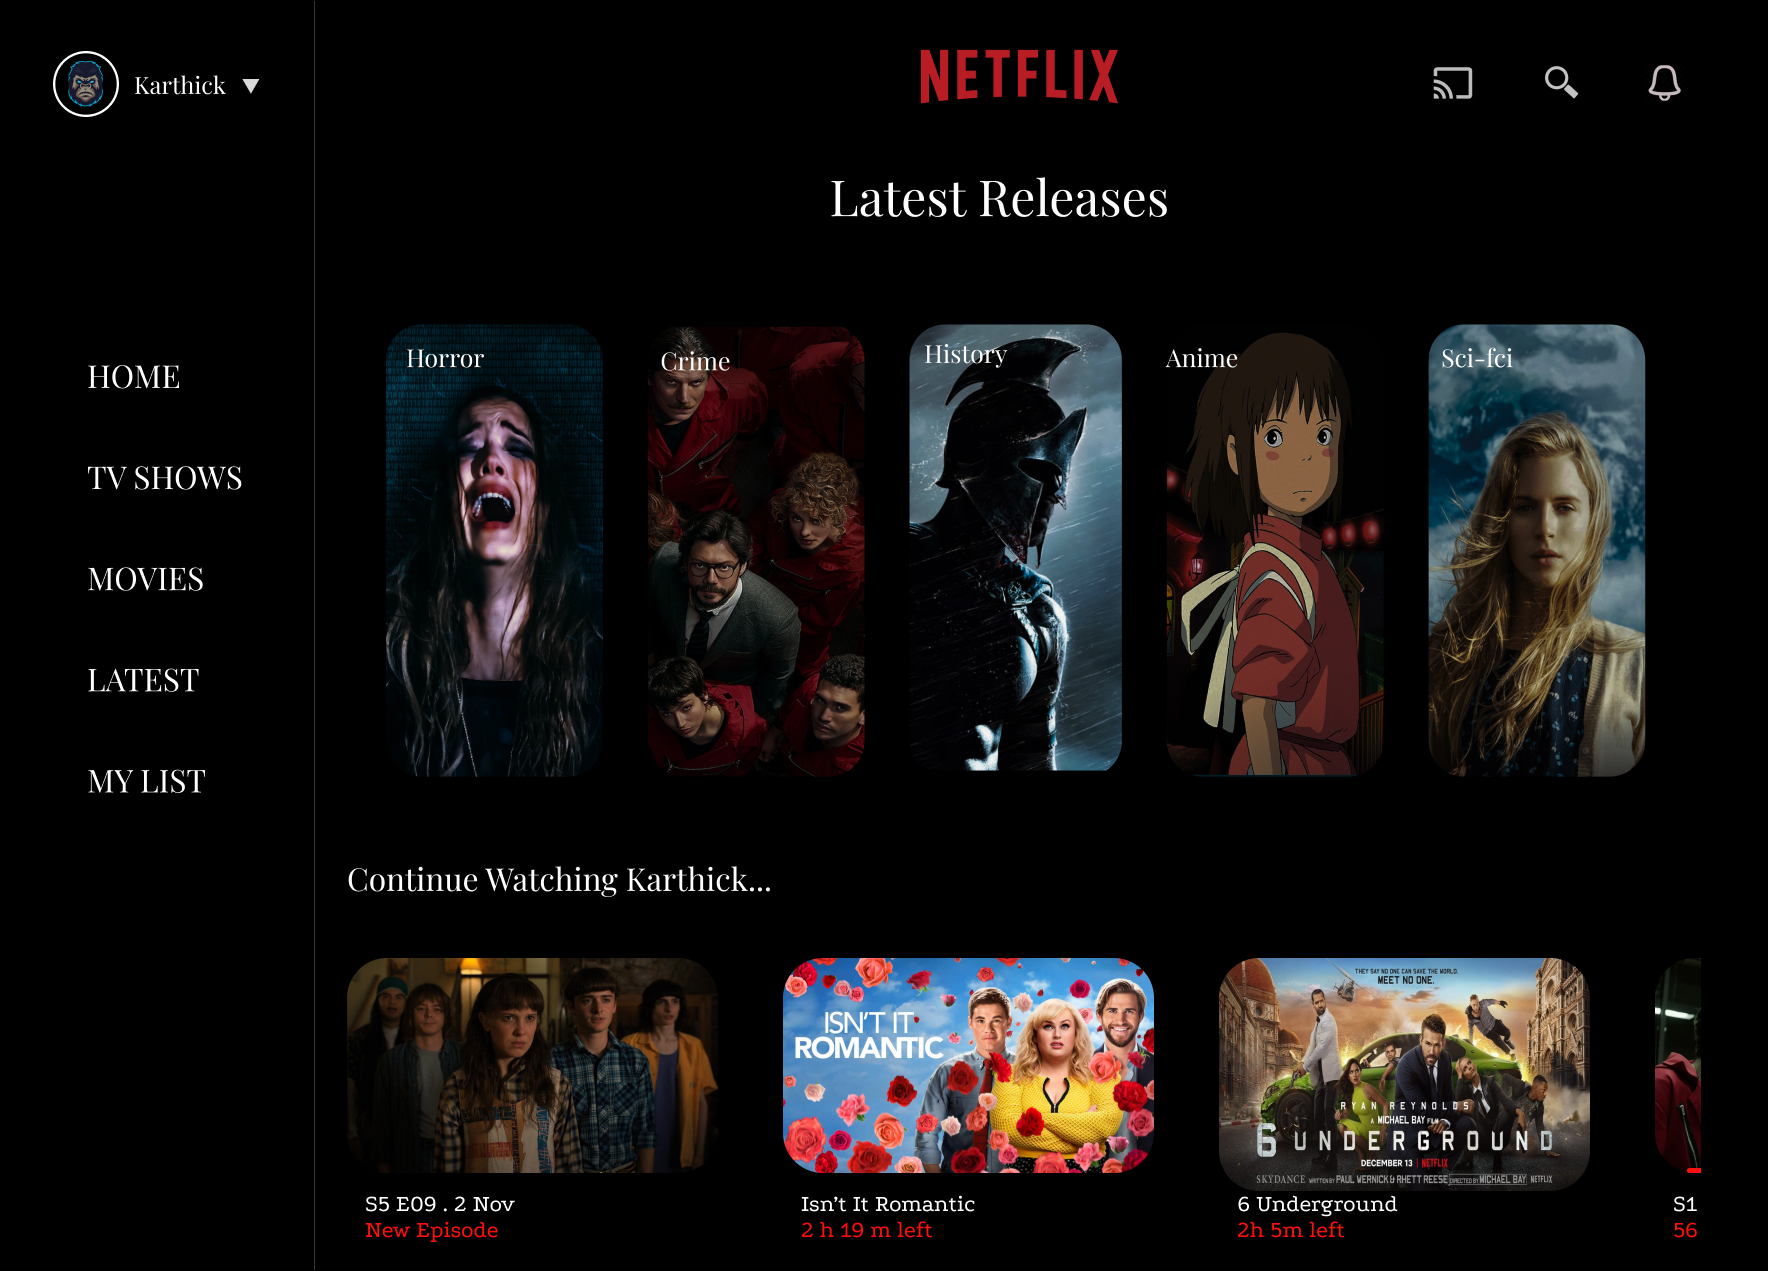 Karthick
NETFLIX
Latest Releases
HOME
TV SHOWS
MOVIES
LATEST
MY LIST
Horror
Crime
History
Anime
Sci-fci
Continue Watching Karthick...
S5 E09 . 2 Nov
New Episode
ISN'T IT
ROMANTIC
Isn't It Romantic
2 h 19 m left
THEY SAY NO ONE CAN SAVE THE WORLD.
MEET NO ONE.
RYAN REYNOLDS
A MICHAEL BAY FILM
6 UNDERGROUND
DECEMBER 13 | NETFLIX
SKYDANCE WRITTEN BY PAUL WERNICK & RHETT REESE DIRECTED BY MICHAEL BAY NETFLIX
6 Underground
2h 5m left
S1
56